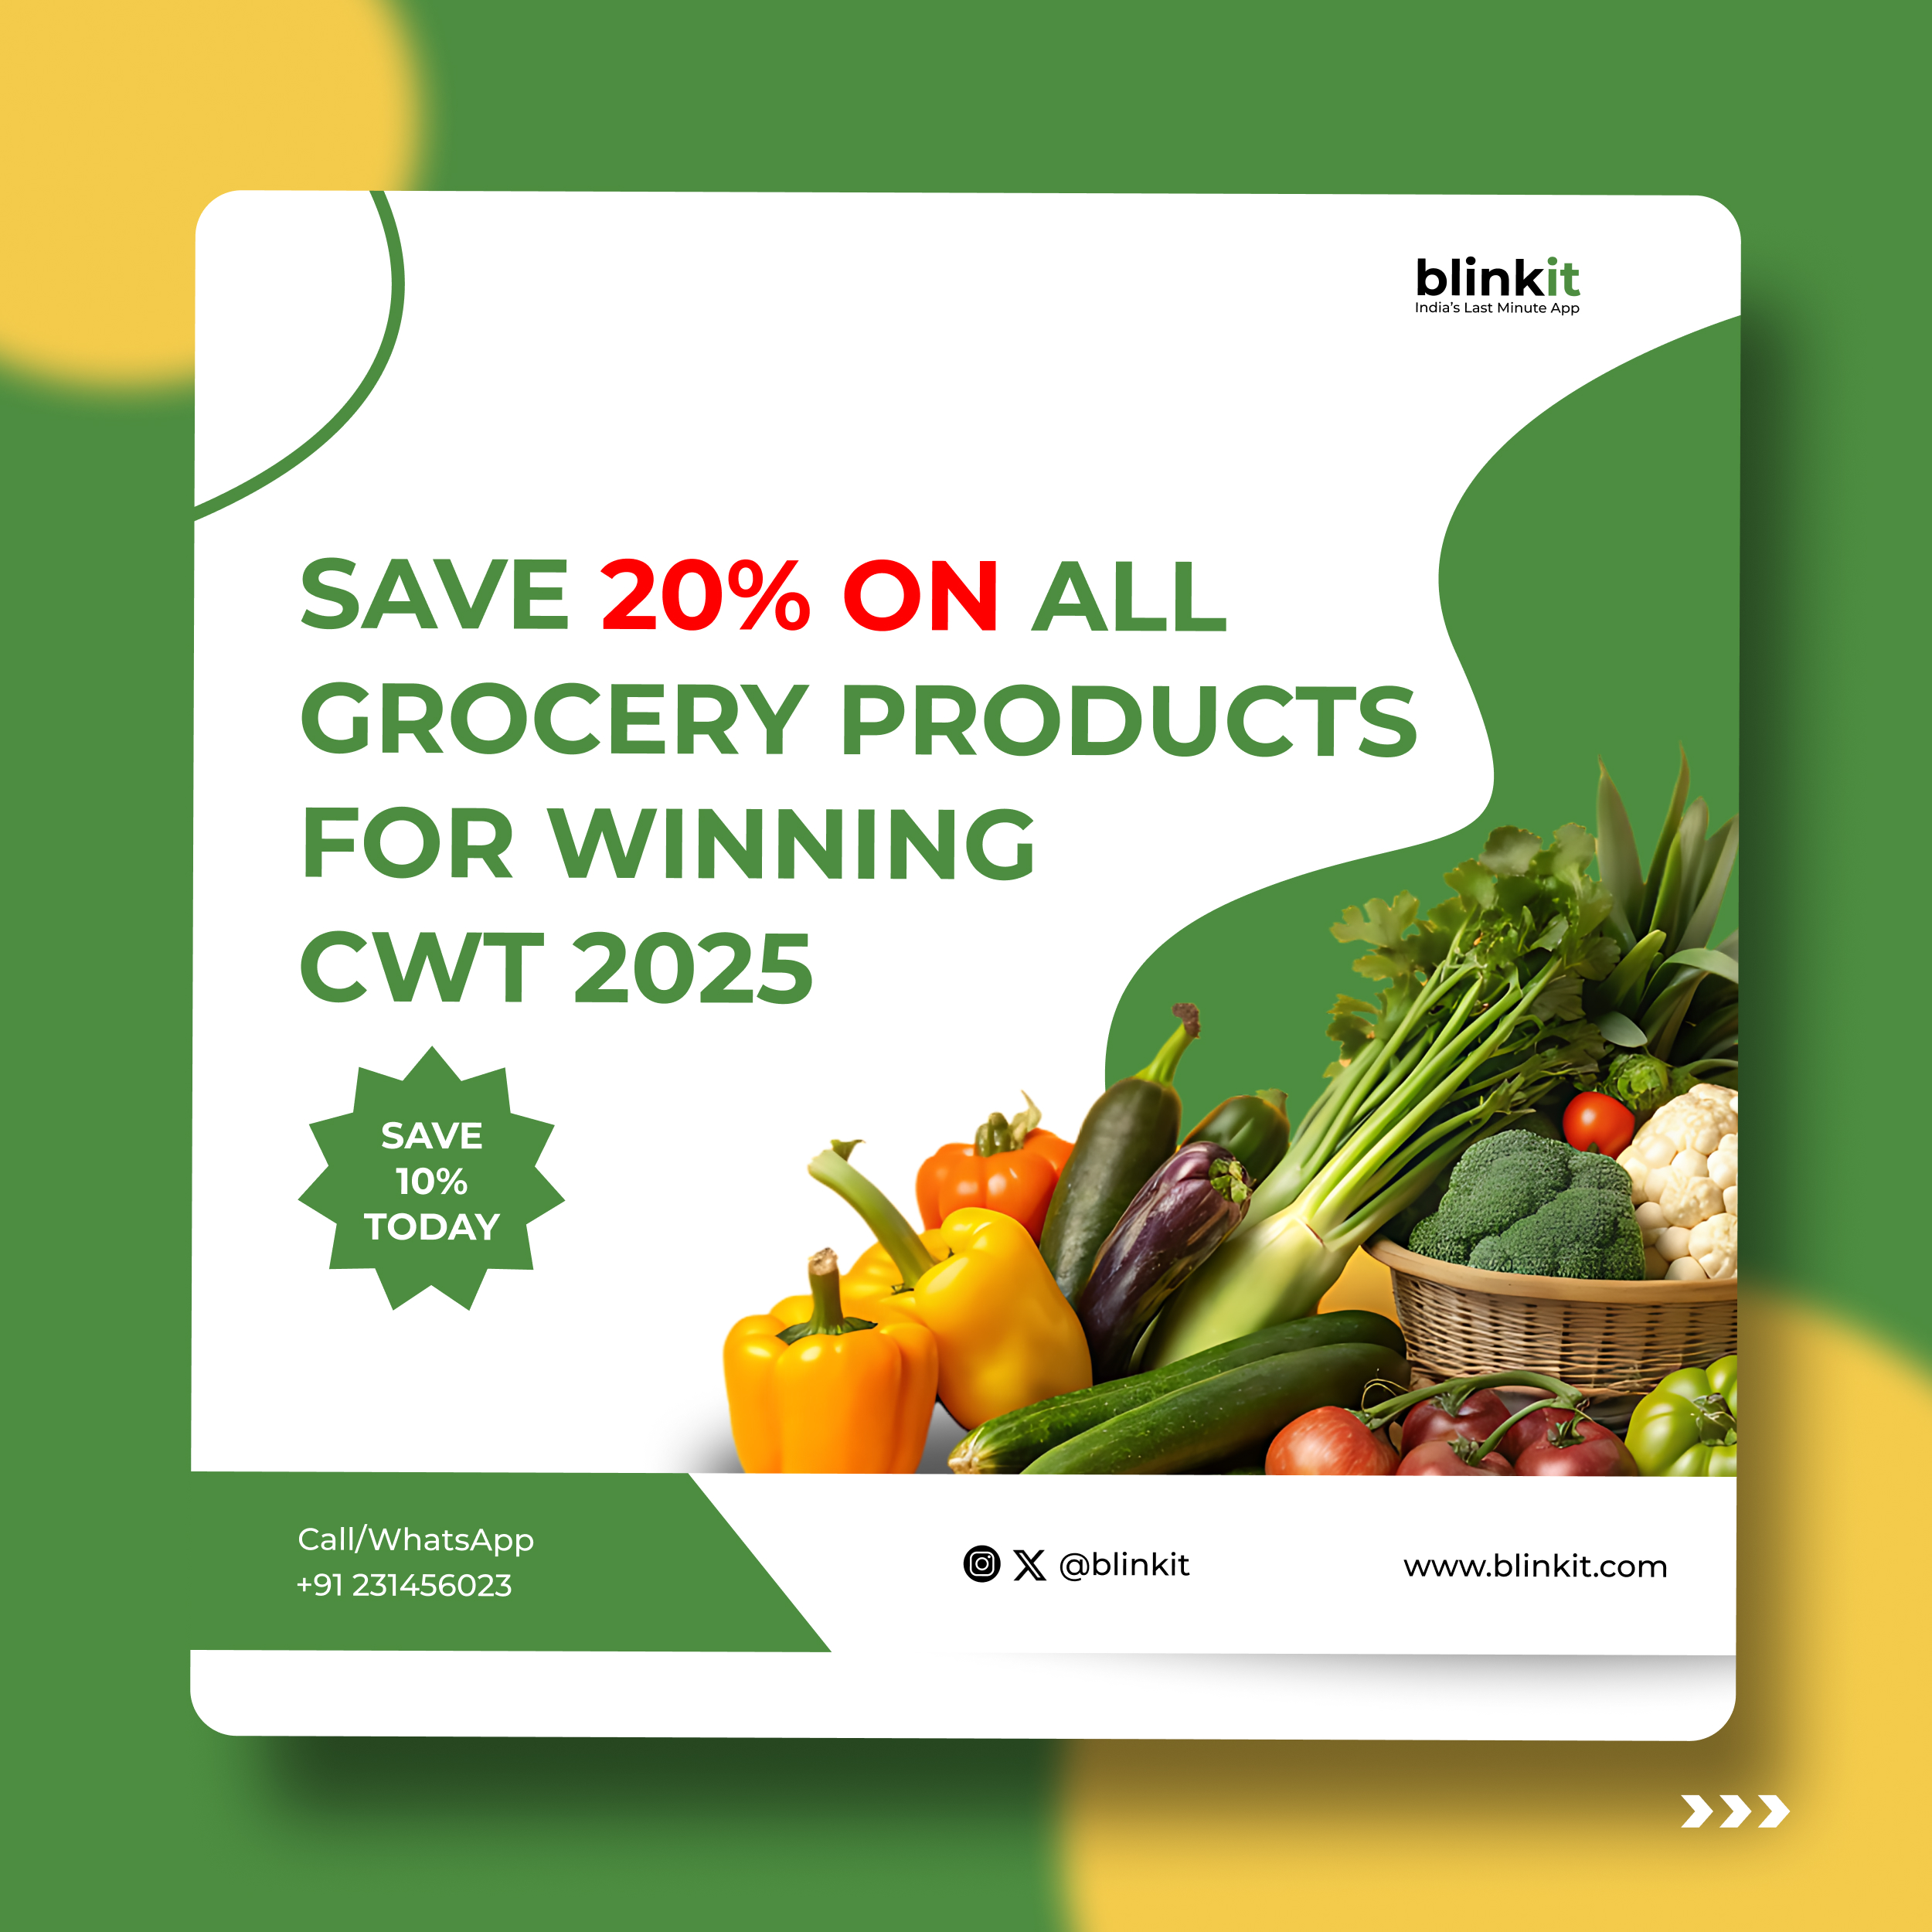 blinkit
India's Last Minute App
SAVE 20% ON ALL
GROCERY PRODUCTS
FOR WINNING
CWT 2025
SAVE
10%
TODAY
Call/WhatsApp
+91 231456023
@blinkit
www.blinkit.com